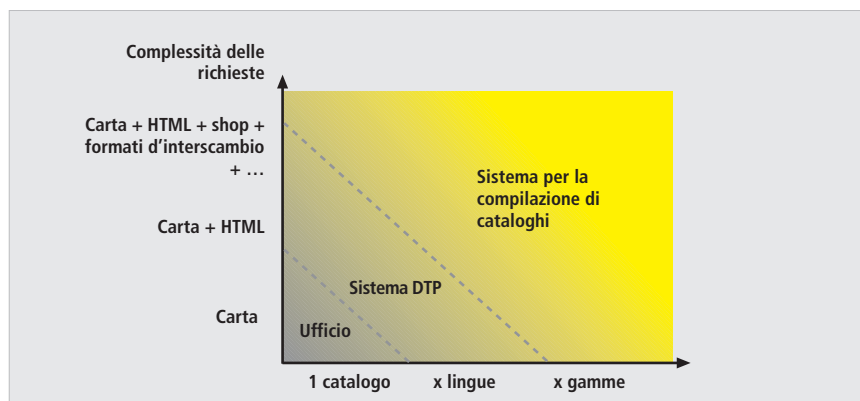 Complessità delle
richieste
Carta + HTML + shop +
formati d’interscambio
+ …
Sistema per la
compilazione di
cataloghi
Carta + HTML
Sistema DTP
Carta
Ufficio
1 catalogo
x lingue
x gamme